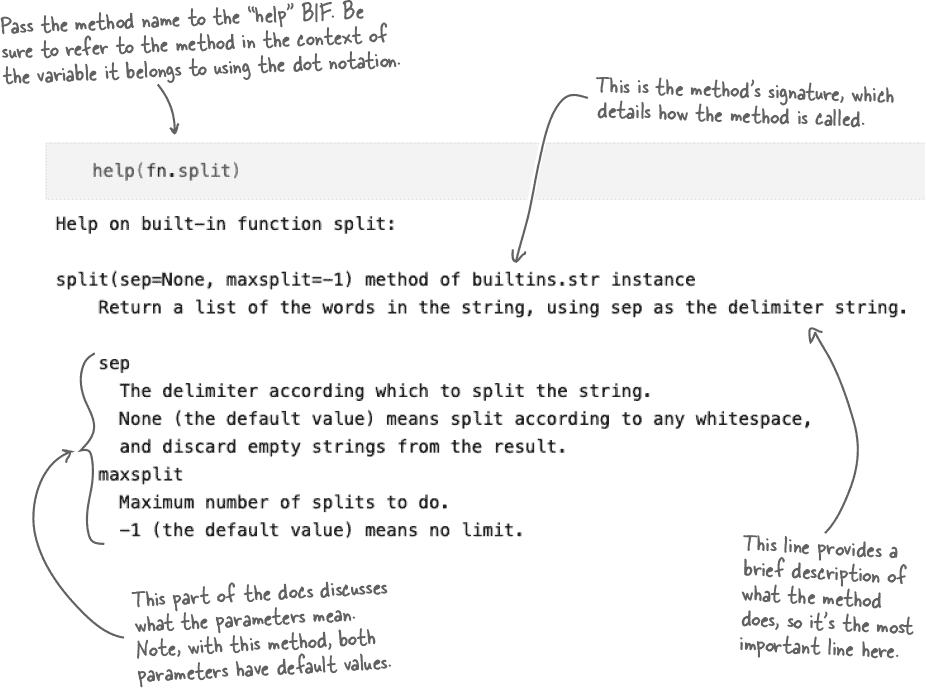 Pass the method name to the "help" BIF. Be
sure to refer to the method in the context of
the variable it belongs to using the dot notation.
This is the method's signature, which
details how the method is called.
help(fn.split)
Help on built-in function split:
split(sep=None, maxsplit=-1) method of builtins.str instance
Return a list of the words in the string, using sep as the delimiter string.
sep
The delimiter according which to split the string.
None (the default value) means split according to any whitespace,
and discard empty strings from the result.
maxsplit
Maximum number of splits to do.
-1 (the default value) means no limit.
This line provides a
brief description of
what the method
does, so it's the most
important line here.
This part of the docs discusses
what the parameters mean.
Note, with this method, both
parameters have default values.